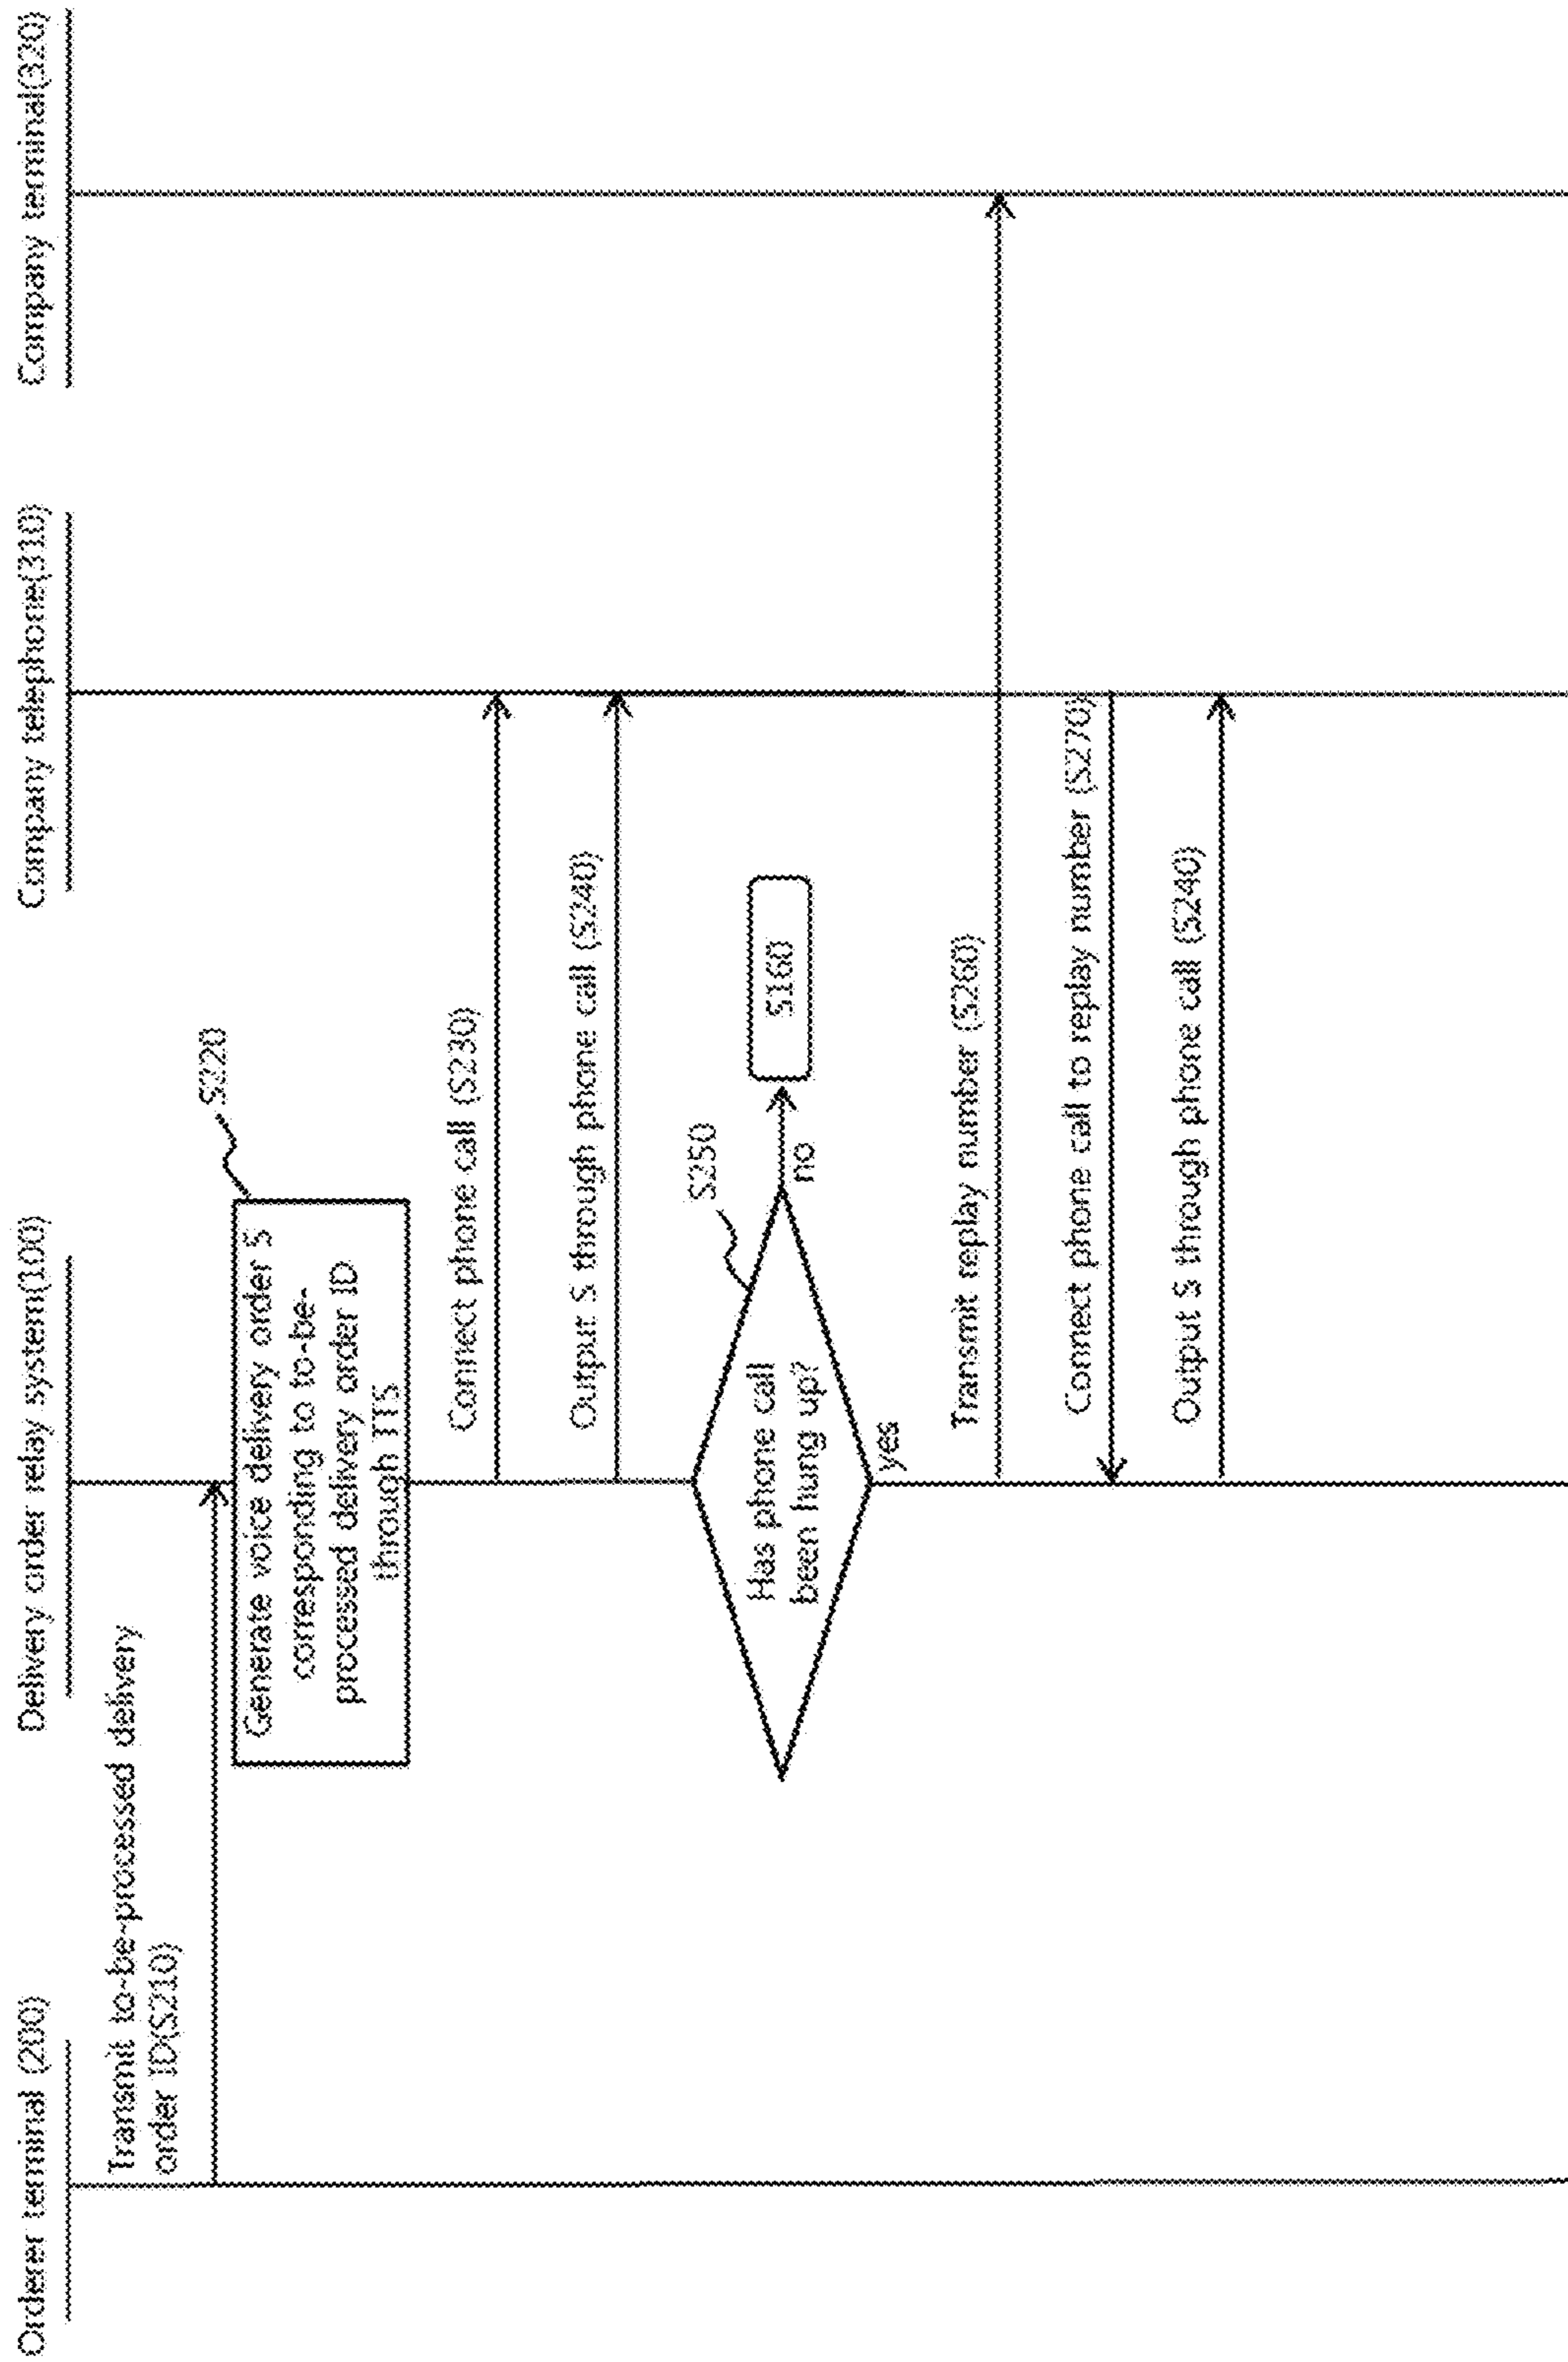 Orderer terminal (200)
Delivery order relay system(100)
Company telephone(310)
Company terminal(320)
Transmit to-be-processed delivery
order ID(S210)
S220
Generate voice delivery order S
corresponding to to-be-
processed delivery order ID
through TTS
Connect phone call (S230)
Output S through phone call (S240)
S250
Has phone call
been hung up?
no
S160
yes
Transmit replay number (S260)
Connect phone call to replay number (S270)
Output S through phone call (S240)